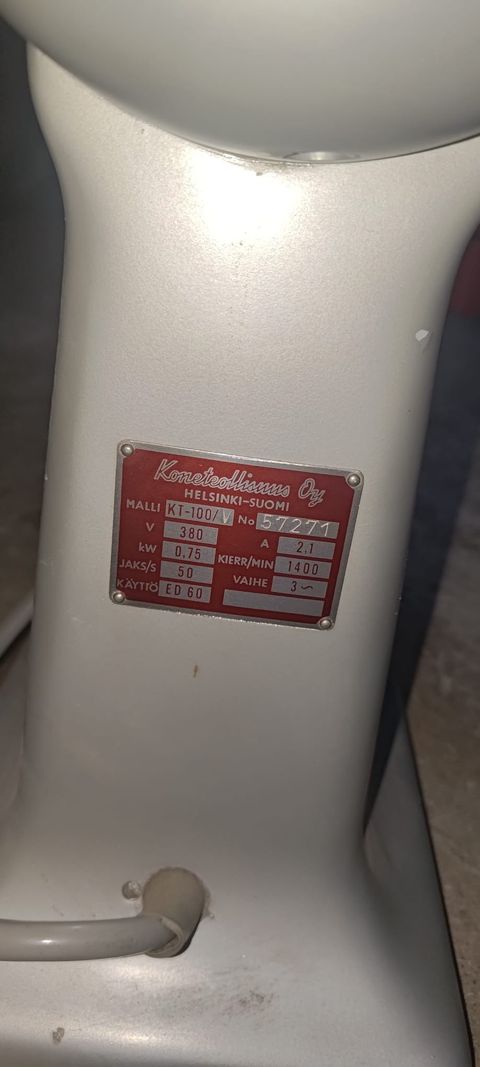 Koneteollisuus Oy
HELSINKI-SUOMI
MALLI KT-100/V No 57271
V 380 A 2,1
kW 0,75 KIERR/MIN 1400
JAKS/S 50 VAIHE 3~
KÄYTTÖ ED 60